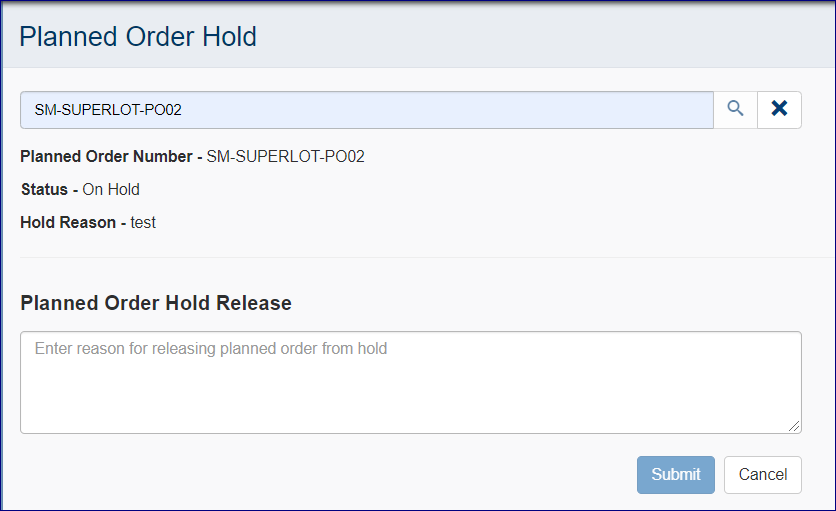 Planned Order Hold
SM-SUPERLOT-PO02
Planned Order Number - SM-SUPERLOT-PO02
Status - On Hold
Hold Reason - test
Planned Order Hold Release
Enter reason for releasing planned order from hold
Submit Cancel